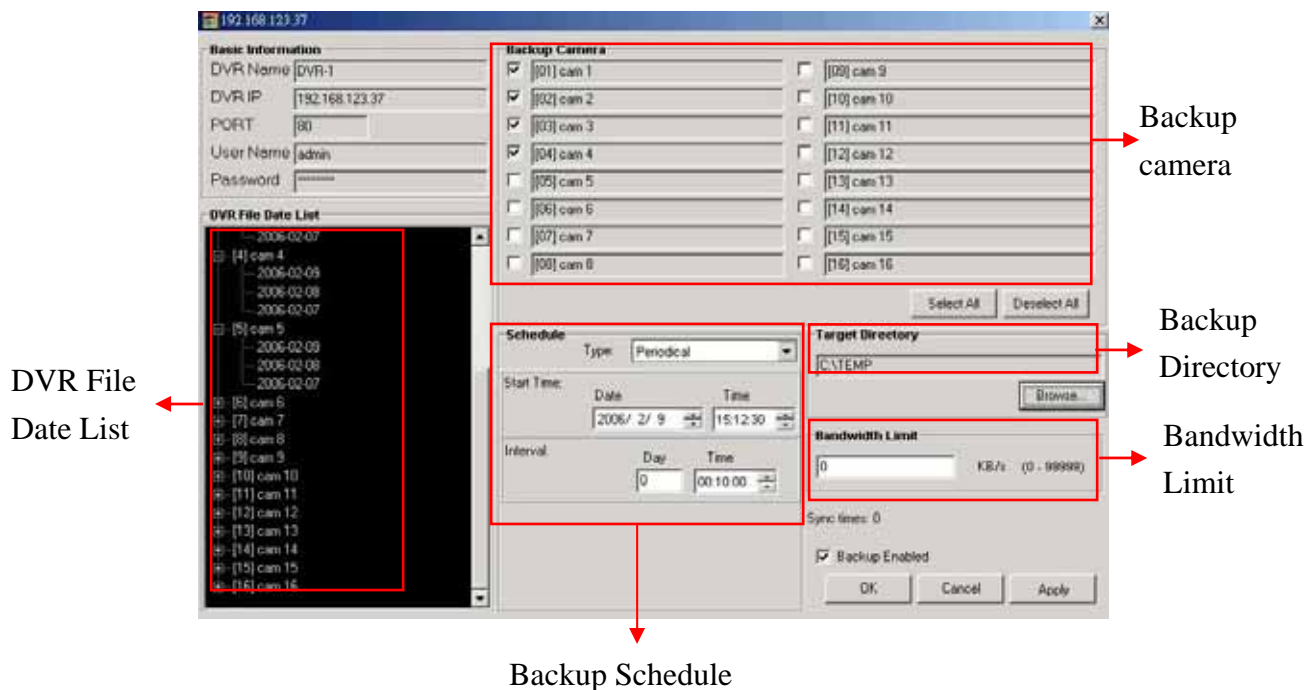 192.168.123.37
Basic Information
DVR Name DVR-1
DVR IP 192.168.123.37
PORT 80
User Name admin
Password ********
DVR File Date List
2006-02-07
[4] cam 4
2006-02-09
2006-02-08
2006-02-07
[5] cam 5
2006-02-09
2006-02-08
2006-02-07
[6] cam 6
[7] cam 7
[8] cam 8
[9] cam 9
[10] cam 10
[11] cam 11
[12] cam 12
[13] cam 13
[14] cam 14
[15] cam 15
[16] cam 16
Backup Camera
[01] cam 1
[02] cam 2
[03] cam 3
[04] cam 4
[05] cam 5
[06] cam 6
[07] cam 7
[08] cam 8
[09] cam 9
[10] cam 10
[11] cam 11
[12] cam 12
[13] cam 13
[14] cam 14
[15] cam 15
[16] cam 16
Select All Deselect All
Schedule
Type: Periodical
Start Time:
Date Time
2006/ 2/ 9 15:12:30
Interval:
Day Time
0 00:10:00
Target Directory
C:\TEMP
Browse...
Bandwidth Limit
0 KB/s (0 - 99999)
Sync times: 0
Backup Enabled
OK Cancel Apply
Backup
camera
Backup
Directory
Bandwidth
Limit
DVR File
Date List
Backup Schedule